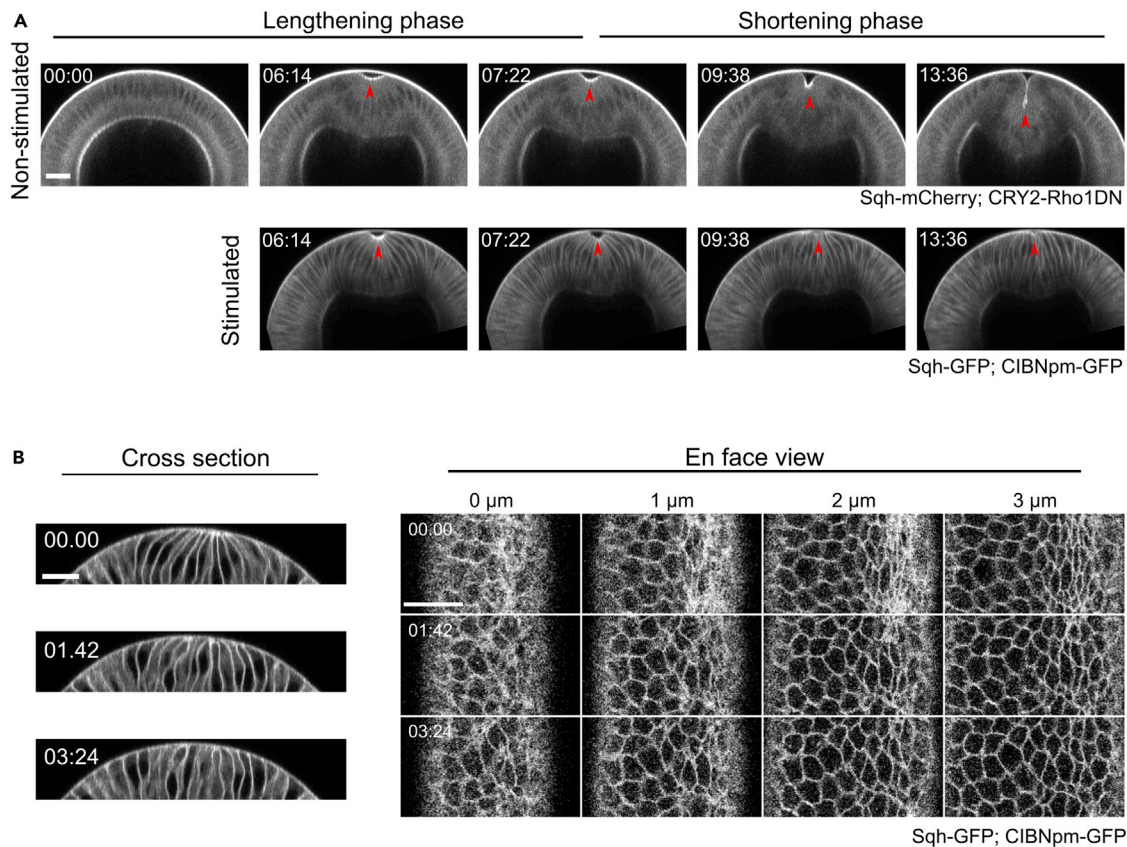 A
Lengthening phase
Shortening phase
Non-stimulated
00:00
06:14
07:22
09:38
13:36
Sqh-mCherry; CRY2-Rho1DN
Stimulated
06:14
07:22
09:38
13:36
Sqh-GFP; CIBNpm-GFP
B
Cross section
En face view
0 µm
1 µm
2 µm
3 µm
00.00
00:00
01.42
01:42
03:24
03:24
Sqh-GFP; CIBNpm-GFP